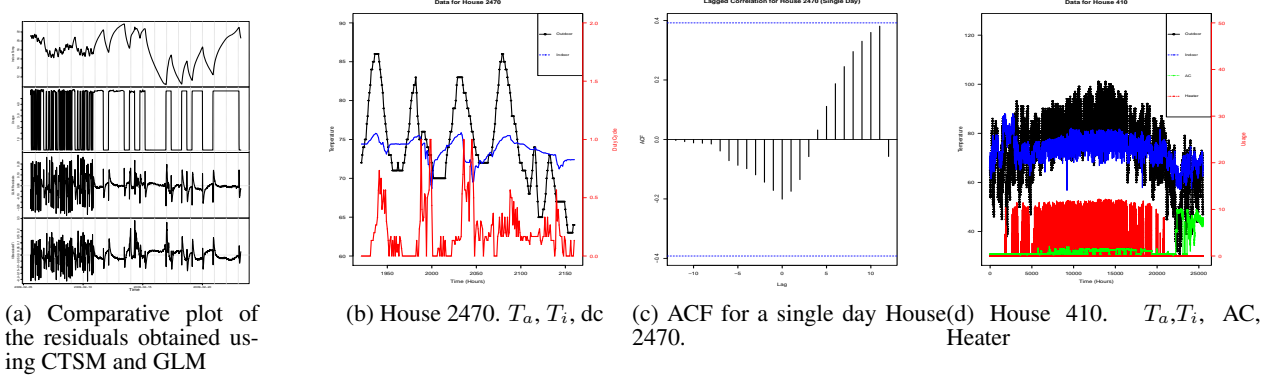 Data for House 2470
Lagged Correlation for House 2470 (Single Day)
Data for House 410
Outdoor
Indoor
Outdoor
Indoor
AC
Heater
90
85
80
75
70
65
60
Temperature
2.0
1.5
1.0
0.5
0.0
Duty Cycle
1950
2000
2050
2100
2150
Time (Hours)
0.4
0.2
0.0
-0.2
-0.4
ACF
-10
-5
0
5
10
Lag
120
100
80
60
40
Temperature
50
40
30
20
10
0
Usage
0
5000
10000
15000
20000
25000
Time (Hours)
Time
(a) Comparative plot of
the residuals obtained us-
ing CTSM and GLM
(b) House 2470. Ta, Ti, dc
(c) ACF for a single day House
2470.
(d) House 410. Ta,Ti, AC,
Heater